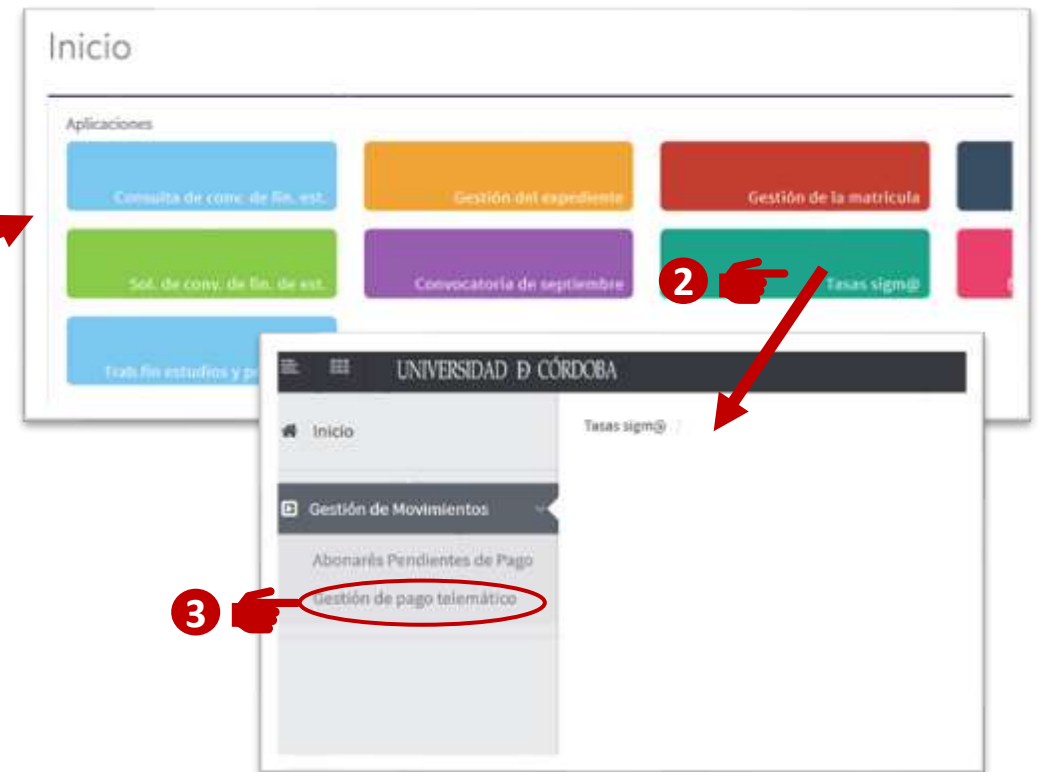 Inicio
Aplicaciones
Consulta de conv. de fin. est.
Gestión del expediente
Gestión de la matrícula
Sol. de conv. de fin. de est.
Convocatoria de septiembre
2
Tasas sigm@
Trab.fin estudios y
UNIVERSIDAD Đ CÓRDOBA
Inicio
Tasas sigm@ /
Gestión de Movimientos
Abonarés Pendientes de Pago
3
Gestión de pago telemático